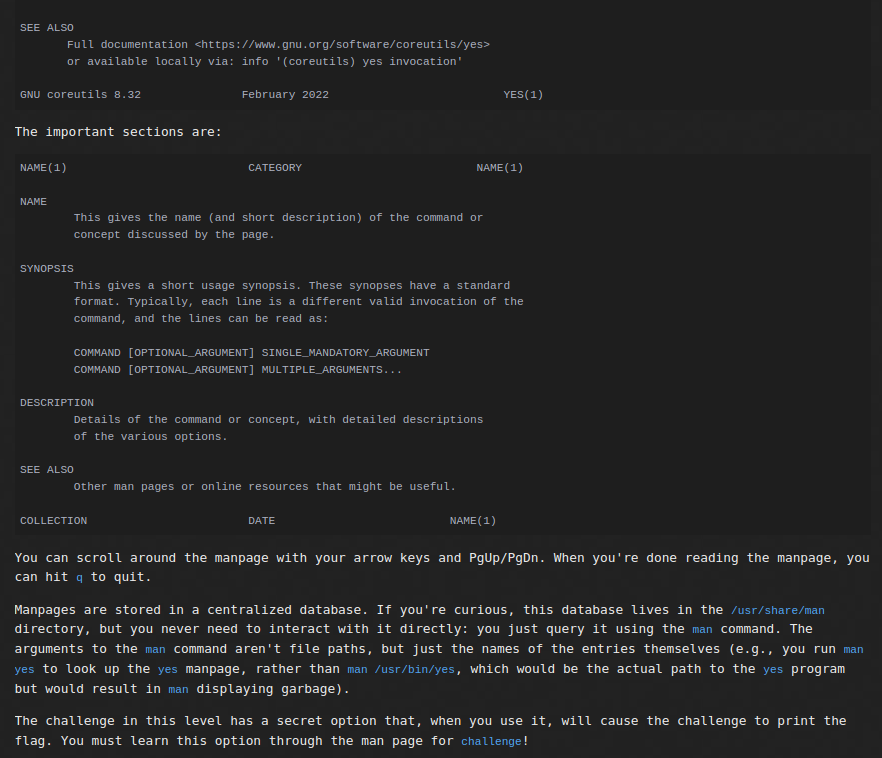 SEE ALSO
Full documentation <https://www.gnu.org/software/coreutils/yes>
or available locally via: info '(coreutils) yes invocation'
GNU coreutils 8.32 February 2022 YES(1)
The important sections are:
NAME(1) CATEGORY NAME(1)
NAME
This gives the name (and short description) of the command or
concept discussed by the page.
SYNOPSIS
This gives a short usage synopsis. These synopses have a standard
format. Typically, each line is a different valid invocation of the
command, and the lines can be read as:
COMMAND [OPTIONAL_ARGUMENT] SINGLE_MANDATORY_ARGUMENT
COMMAND [OPTIONAL_ARGUMENT] MULTIPLE_ARGUMENTS...
DESCRIPTION
Details of the command or concept, with detailed descriptions
of the various options.
SEE ALSO
Other man pages or online resources that might be useful.
COLLECTION DATE NAME(1)
You can scroll around the manpage with your arrow keys and PgUp/PgDn. When you're done reading the manpage, you
can hit q to quit.
Manpages are stored in a centralized database. If you're curious, this database lives in the /usr/share/man
directory, but you never need to interact with it directly: you just query it using the man command. The
arguments to the man command aren't file paths, but just the names of the entries themselves (e.g., you run man
yes to look up the yes manpage, rather than man /usr/bin/yes, which would be the actual path to the yes program
but would result in man displaying garbage).
The challenge in this level has a secret option that, when you use it, will cause the challenge to print the
flag. You must learn this option through the man page for challenge!